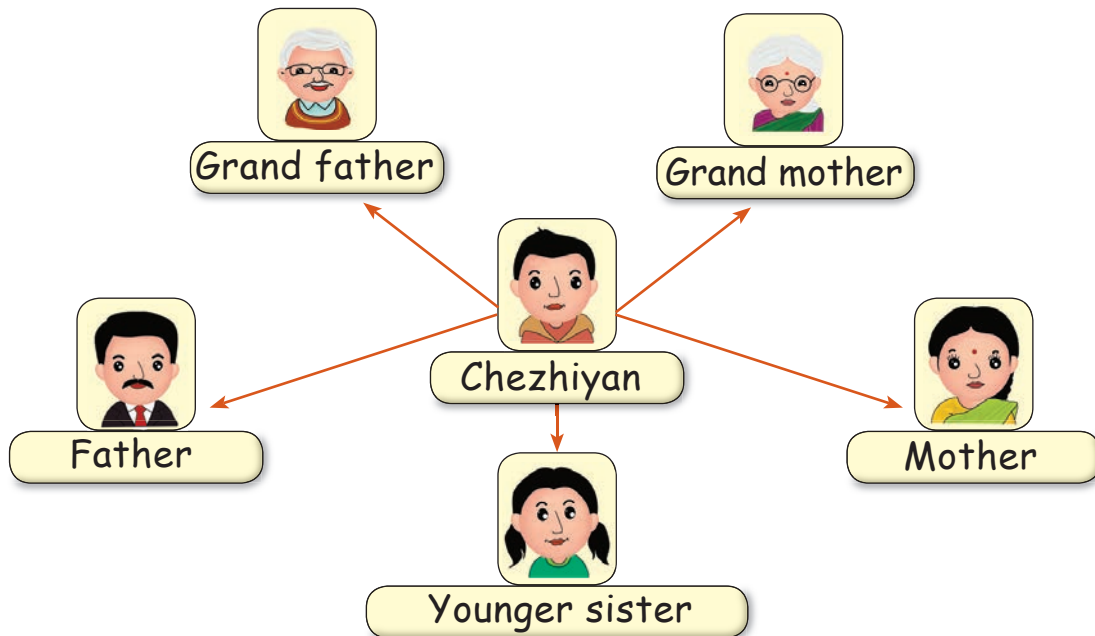 Grand father
Grand mother
Chezhiyan
Father
Mother
Younger sister